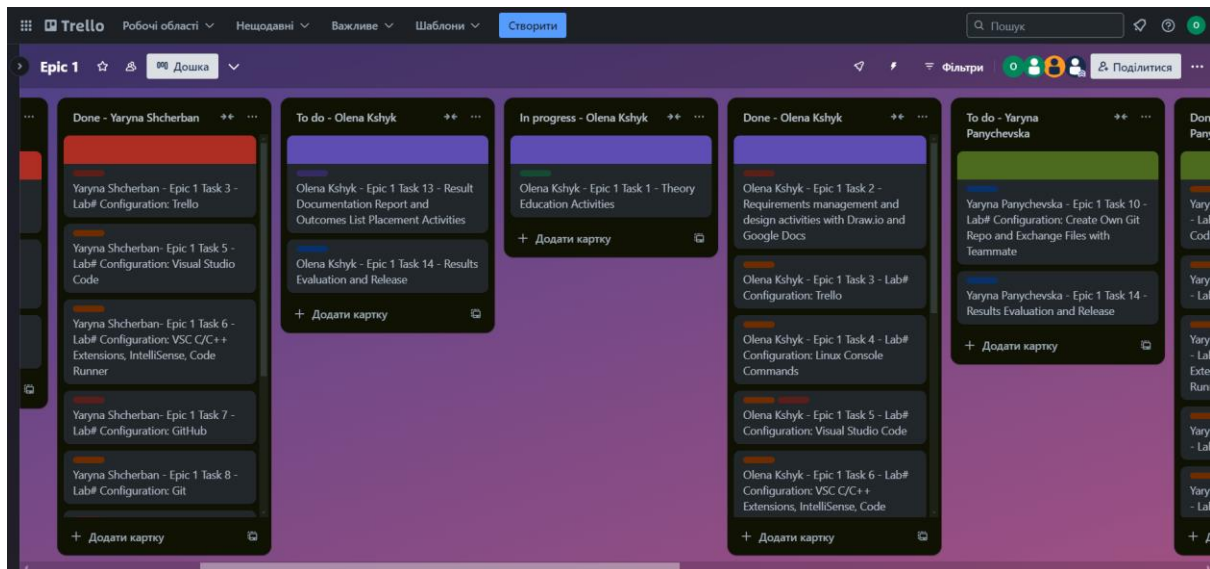 Trello
Робочі області
Нещодавні
Важливе
Шаблони
Створити
Пошук
O
Epic 1
Дошка
Фільтри
O
Поділитися
Done - Yaryna Shcherban
Yaryna Shcherban - Epic 1 Task 3 -
Lab# Configuration: Trello
Yaryna Shcherban- Epic 1 Task 5 -
Lab# Configuration: Visual Studio
Code
Yaryna Shcherban- Epic 1 Task 6 -
Lab# Configuration: VSC C/C++
Extensions, IntelliSense, Code
Runner
Yaryna Shcherban- Epic 1 Task 7 -
Lab# Configuration: GitHub
Yaryna Shcherban - Epic 1 Task 8 -
Lab# Configuration: Git
+ Додати картку
To do - Olena Kshyk
Olena Kshyk - Epic 1 Task 13 - Result
Documentation Report and
Outcomes List Placement Activities
Olena Kshyk - Epic 1 Task 14 - Results
Evaluation and Release
+ Додати картку
In progress - Olena Kshyk
Olena Kshyk - Epic 1 Task 1 - Theory
Education Activities
+ Додати картку
Done - Olena Kshyk
Olena Kshyk - Epic 1 Task 2 -
Requirements management and
design activities with Draw.io and
Google Docs
Olena Kshyk - Epic 1 Task 3 - Lab#
Configuration: Trello
Olena Kshyk - Epic 1 Task 4 - Lab#
Configuration: Linux Console
Commands
Olena Kshyk - Epic 1 Task 5 - Lab#
Configuration: Visual Studio Code
Olena Kshyk - Epic 1 Task 6 - Lab#
Configuration: VSC C/C++
Extensions, IntelliSense, Code
+ Додати картку
To do - Yaryna
Panychevska
Yaryna Panychevska - Epic 1 Task 10 -
Lab# Configuration: Create Own Git
Repo and Exchange Files with
Teammate
Yaryna Panychevska - Epic 1 Task 14 -
Results Evaluation and Release
+ Додати картку